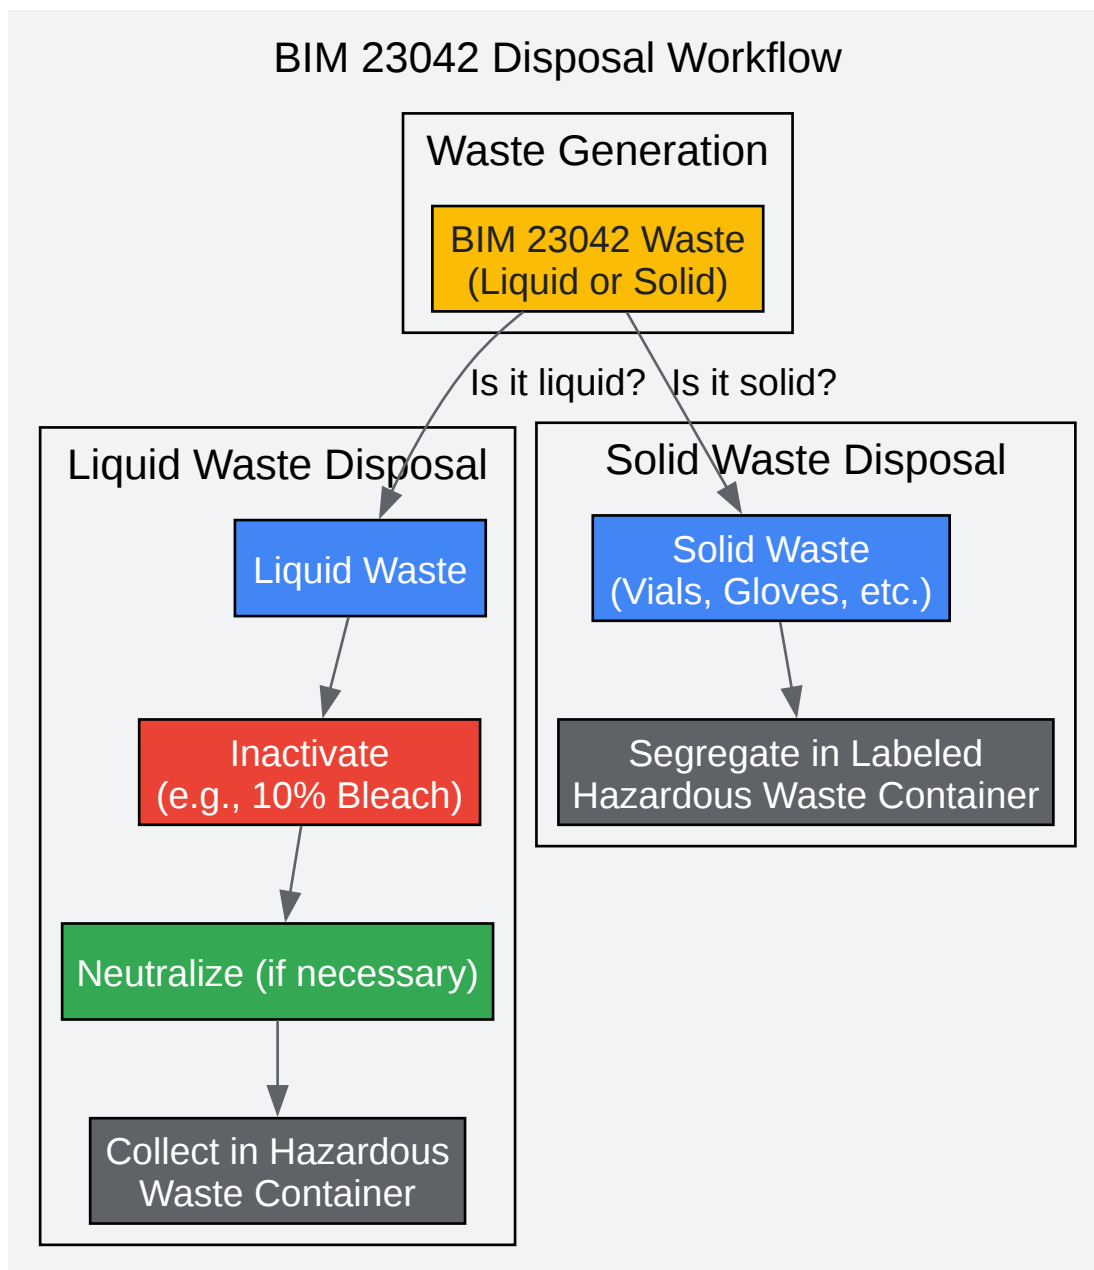 BIM 23042 Disposal Workflow
Waste Generation
BIM 23042 Waste
(Liquid or Solid)
Is it liquid?
Is it solid?
Liquid Waste Disposal
Liquid Waste
Inactivate
(e.g., 10% Bleach)
Neutralize (if necessary)
Collect in Hazardous
Waste Container
Solid Waste Disposal
Solid Waste
(Vials, Gloves, etc.)
Segregate in Labeled
Hazardous Waste Container